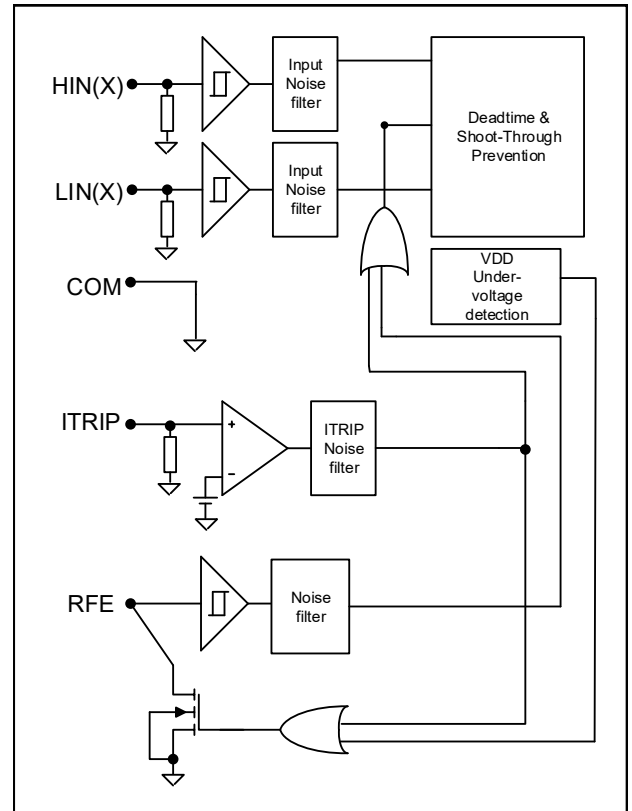 HIN(X)
Input
Noise
filter
Deadtime &
Shoot-Through
Prevention
LIN(X)
Input
Noise
filter
COM
VDD
Under-
voltage
detection
ITRIP
+
−
ITRIP
Noise
filter
RFE
Noise
filter